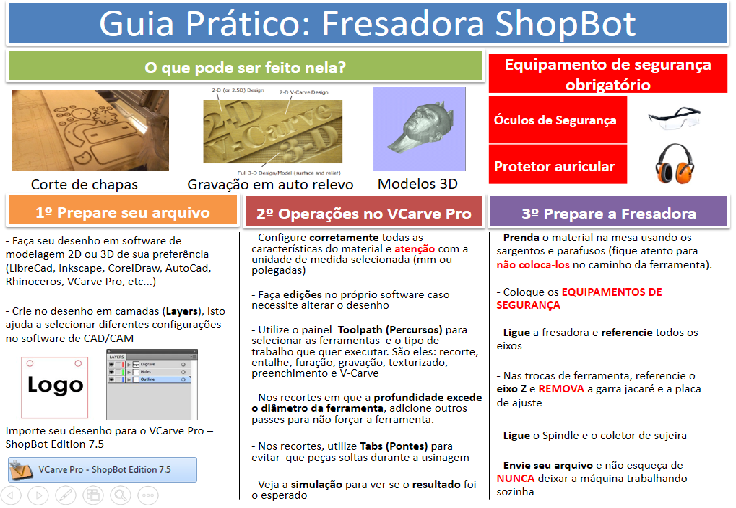 Guia Prático: Fresadora ShopBot
O que pode ser feito nela?
2-D (or 2.5D) Design
2-D V-Carve Design
2-D
V-Carve
3-D
Full 3-D Design/Model (surface and relief)
Corte de chapas
Gravação em auto relevo
Modelos 3D
Equipamento de segurança
obrigatório
Óculos de Segurança
Protetor auricular
1º Prepare seu arquivo
- Faça seu desenho em software de
modelagem 2D ou 3D de sua preferência
(LibreCad, Inkscape, CorelDraw, AutoCad,
Rhinoceros, VCarve Pro, etc...)
- Crie no desenho em camadas (Layers), isto
ajuda a selecionar diferentes configurações
no software de CAD/CAM
Logo
LAYERS
Outline
Importe seu desenho para o VCarve Pro –
ShopBot Edition 7.5
VCarve Pro - ShopBot Edition 7.5
2º Operações no VCarve Pro
Configure corretamente todas as
características do material e atenção com a
unidade de medida selecionada (mm ou
polegadas)
- Faça edições no próprio software caso
necessite alterar o desenho
- Utilize o painel Toolpath (Percursos) para
selecionar as ferramentas e o tipo de
trabalho que quer executar. São eles: recorte,
entalhe, furação, gravação, texturizado,
preenchimento e V-Carve
Nos recortes em que a profundidade excede
o diâmetro da ferramenta, adicione outros
passes para não forçar a ferramenta.
- Nos recortes, utilize Tabs (Pontes) para
evitar que peças soltas durante a usinagem
Veja a simulação para ver se o resultado foi
o esperado
3º Prepare a Fresadora
Prenda o material na mesa usando os
sargentos e parafusos (fique atento para
não coloca-los no caminho da ferramenta).
- Coloque os EQUIPAMENTOS DE
SEGURANÇA
Ligue a fresadora e referencie todos os
eixos
- Nas trocas de ferramenta, referencie o
eixo Z e REMOVA a garra jacaré e a placa
de ajuste
Ligue o Spindle e o coletor de sujeira
Envie seu arquivo e não esqueça de
NUNCA deixar a máquina trabalhando
sozinha